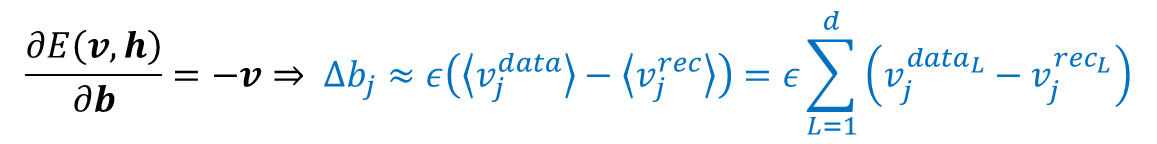 ∂E(v, h)/∂b = −v ⇒ Δb_j ≈ ϵ(⟨v_j^data⟩ − ⟨v_j^rec⟩) = ϵ ∑_{L=1}^{d} (v_j^{data_L} − v_j^{rec_L})